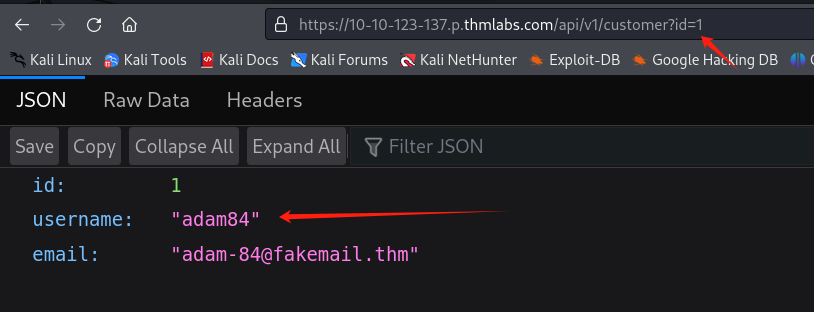 https://10-10-123-137.p.thmlabs.com/api/v1/customer?id=1
Kali Linux Kali Tools Kali Docs Kali Forums Kali NetHunter Exploit-DB Google Hacking DB
JSON Raw Data Headers
Save Copy Collapse All Expand All Filter JSON
id: 1
username: "adam84"
email: "adam-84@fakemail.thm"